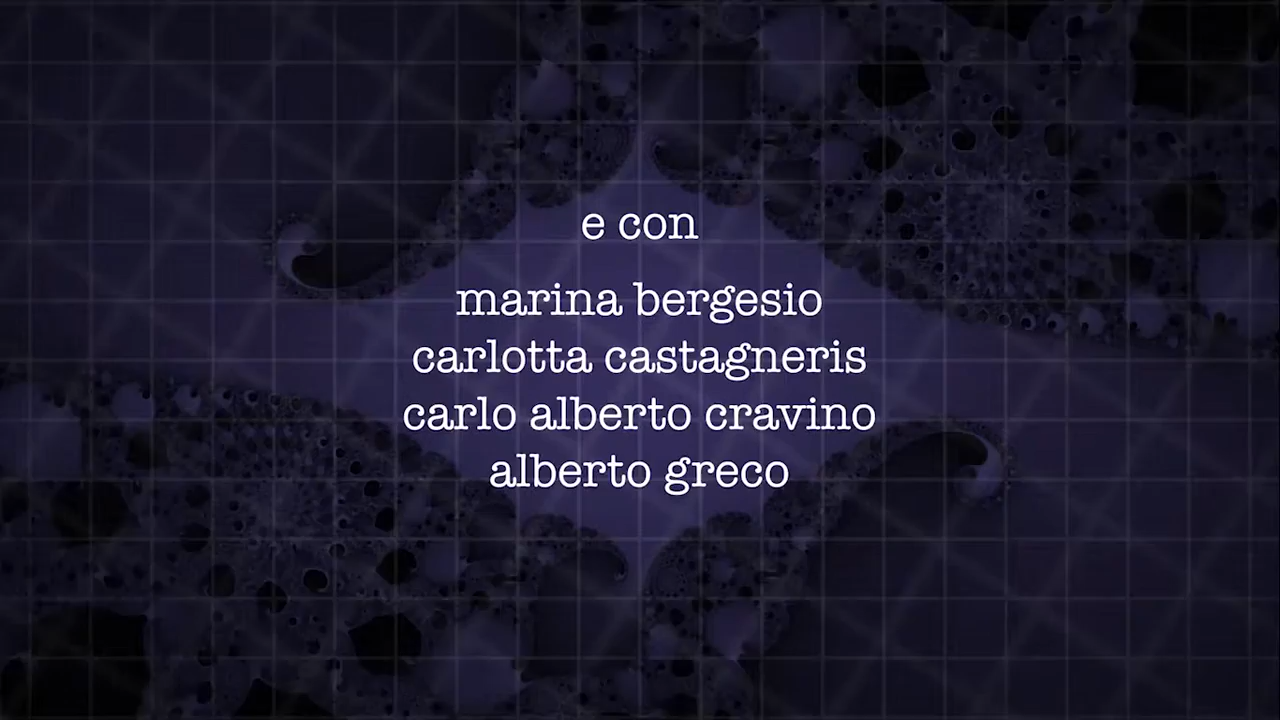 e con
marina bergesio
carlotta castagneris
carlo alberto cravino
alberto greco